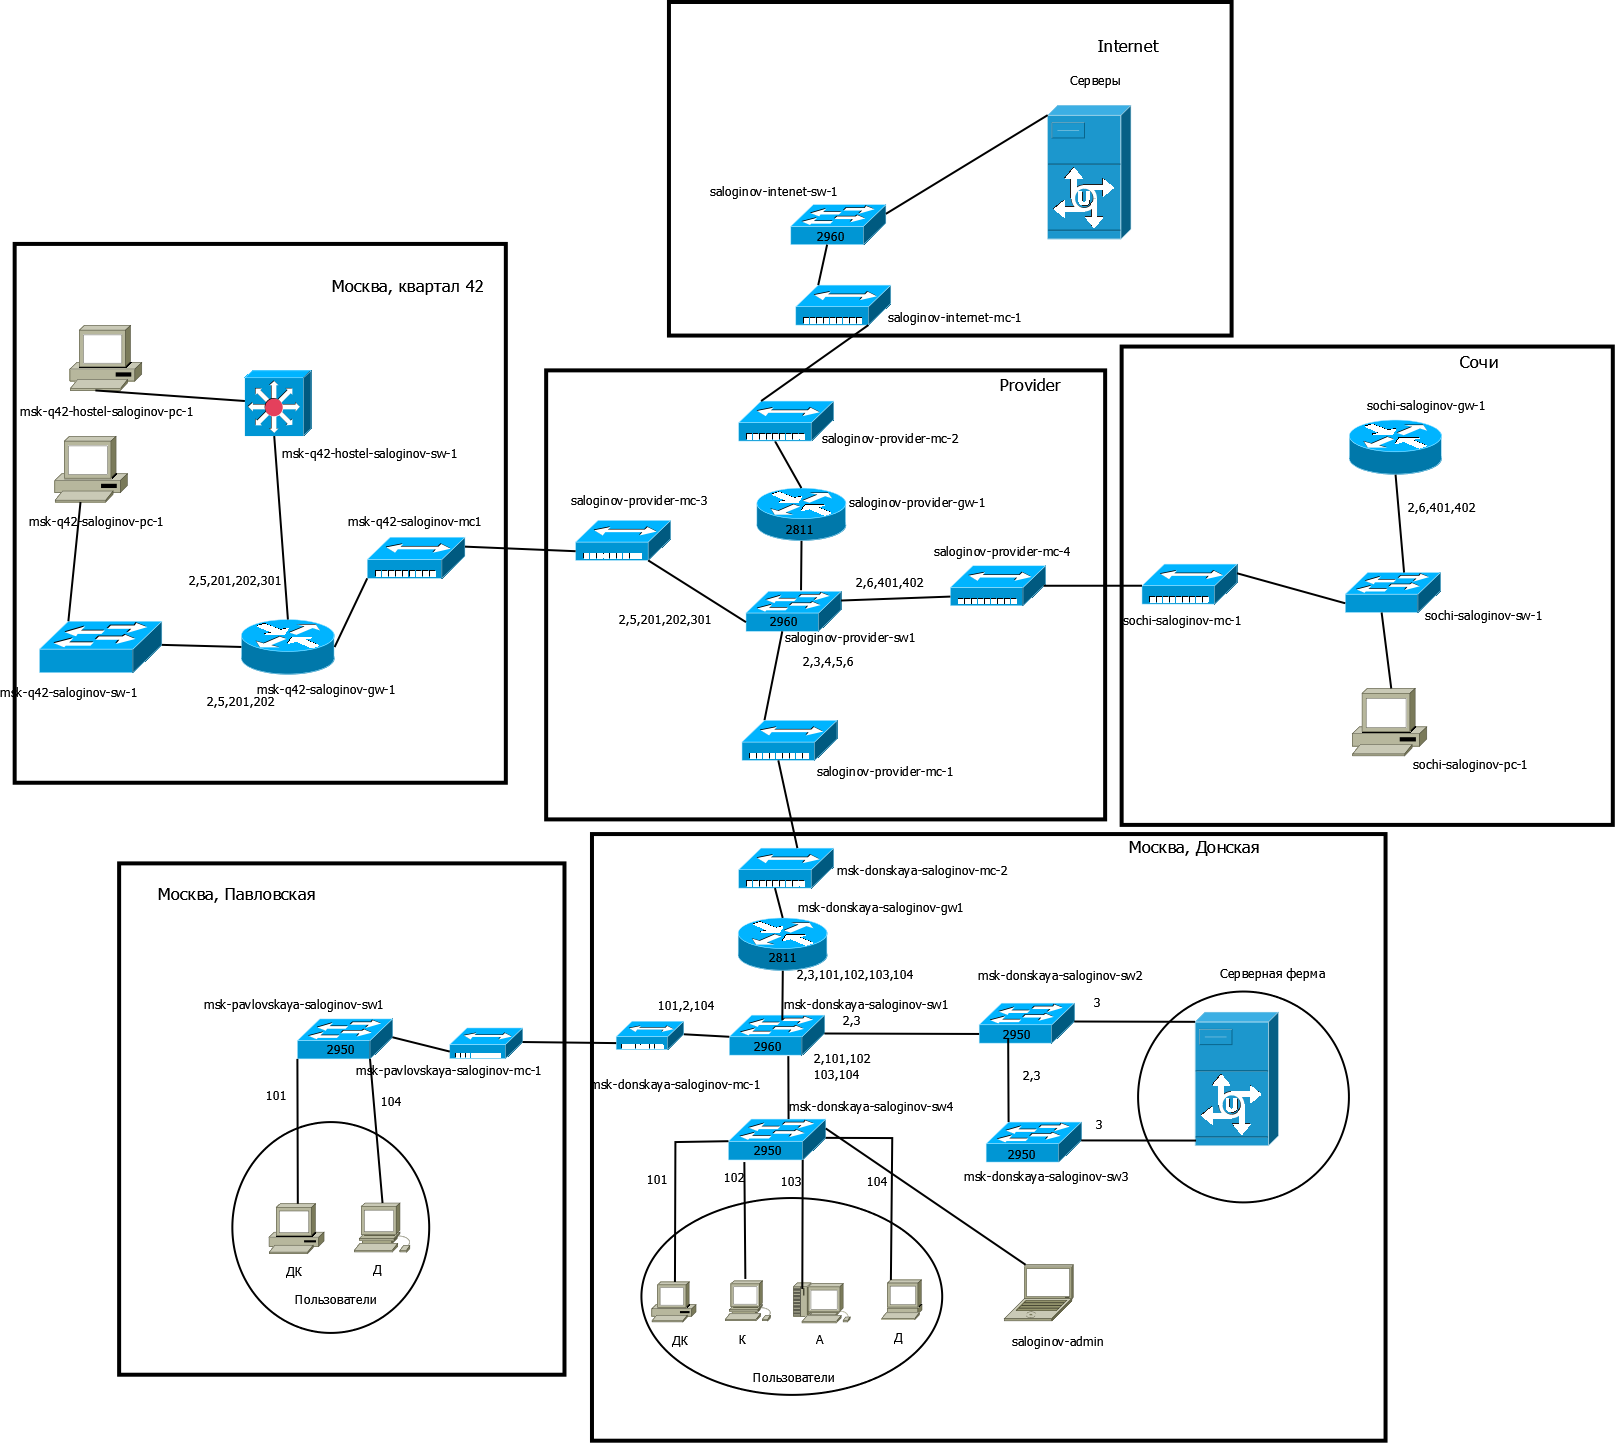 Internet
Серверы
saloginov-intenet-sw-1
2960
saloginov-internet-mc-1
Москва, квартал 42
msk-q42-hostel-saloginov-pc-1
msk-q42-hostel-saloginov-sw-1
msk-q42-saloginov-pc-1
msk-q42-saloginov-mc1
2,5,201,202,301
msk-q42-saloginov-sw-1
msk-q42-saloginov-gw-1
2,5,201,202
Provider
saloginov-provider-mc-2
saloginov-provider-mc-3
saloginov-provider-gw-1
2811
saloginov-provider-mc-4
2,6,401,402
2,5,201,202,301
2960
saloginov-provider-sw1
2,3,4,5,6
saloginov-provider-mc-1
Сочи
sochi-saloginov-gw-1
2,6,401,402
sochi-saloginov-mc-1
sochi-saloginov-sw-1
sochi-saloginov-pc-1
Москва, Павловская
msk-pavlovskaya-saloginov-sw1
2950
msk-pavlovskaya-saloginov-mc-1
101
104
ДК
Д
Пользователи
Москва, Донская
msk-donskaya-saloginov-mc-2
msk-donskaya-saloginov-gw1
2811
2,3,101,102,103,104
msk-donskaya-saloginov-sw2
Серверная ферма
101,2,104
msk-donskaya-saloginov-sw1
2,3
3
2960
2950
2,101,102
103,104
msk-donskaya-saloginov-mc-1
2,3
msk-donskaya-saloginov-sw4
3
2950
2950
msk-donskaya-saloginov-sw3
101
102
103
104
ДК
К
А
Д
saloginov-admin
Пользователи